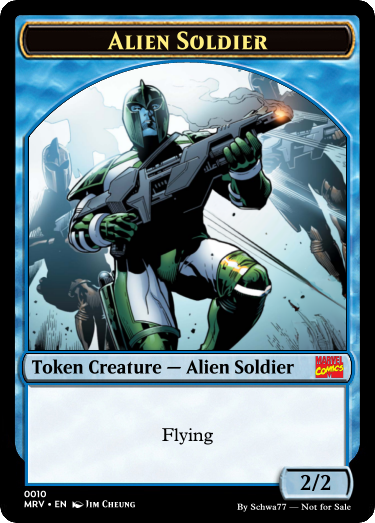 Alien Soldier
Token Creature — Alien Soldier
MARVEL
COMICS
Flying
2/2
0010
MRV • EN Jim Cheung
By Schwa77 — Not for Sale